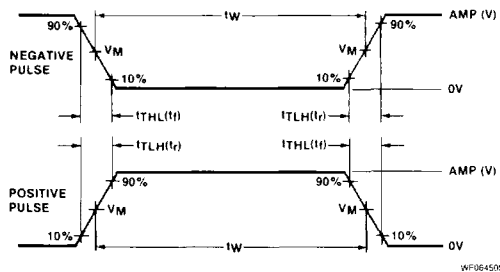 90% tW 90% AMP (V)
NEGATIVE PULSE VM VM
10% 10% 0V
tTHL(tf) tTLH(tr)
tTLH(tr) tTHL(tf)
90% 90% AMP (V)
POSITIVE PULSE VM VM
10% tW 10% 0V